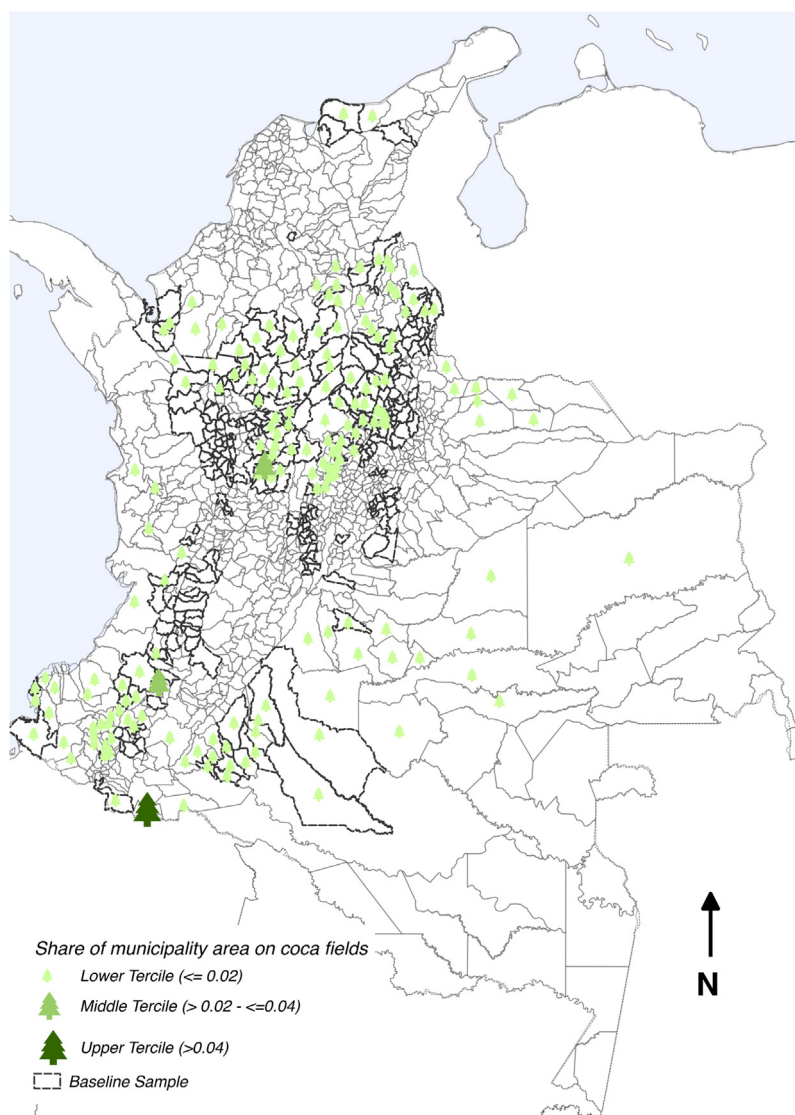 N
Share of municipality area on coca fields
Lower Tercile (<= 0.02)
Middle Tercile (> 0.02 - <=0.04)
Upper Tercile (>0.04)
Baseline Sample